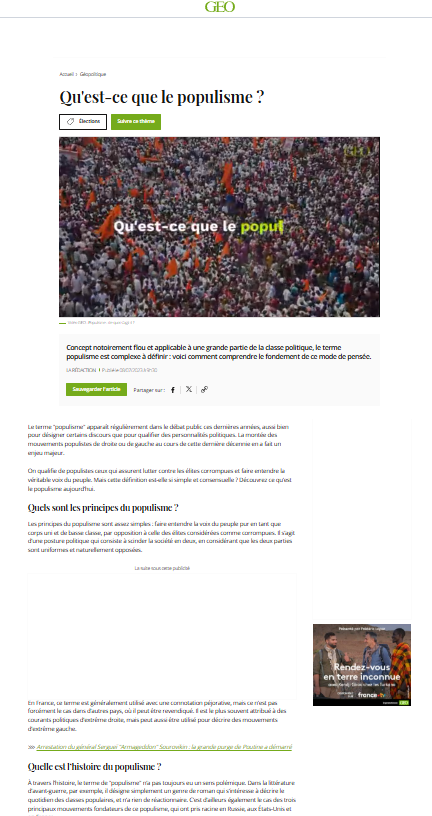 GEO
Accueil > Géopolitique
Qu'est-ce que le populisme ?
Élections
Suivre ce thème
GEO
Qu'est-ce que le popul
Concept notoirement flou et applicable à une grande partie de la classe politique, le terme
populisme est complexe à définir : voici comment comprendre le fondement de ce mode de pensée.
LA RÉDACTION
Sauvegarder l'article
Partager sur :
Le terme "populisme" apparaît régulièrement dans le débat public ces dernières années, aussi bien
pour désigner certains discours que pour qualifier des personnalités politiques. La montée des
mouvements populistes de droite ou de gauche au cours de cette dernière décennie en a fait un
enjeu majeur.
On qualifie de populistes ceux qui assurent lutter contre les élites corrompues et faire entendre la
véritable voix du peuple. Mais cette définition est-elle si simple et consensuelle ? Découvrez ce qu'est
le populisme aujourd'hui.
Quels sont les principes du populisme ?
Les principes du populisme sont assez simples : faire entendre la voix du peuple pur en tant que
corps uni et de basse classe, par opposition à celle des élites considérées comme corrompues. Il s'agit
d'une posture politique qui consiste à scinder la société en deux, en considérant que les deux parties
sont uniformes et naturellement opposées.
La suite sous cette publicité
Rendez-vous
en terre inconnue
france•tv
En France, ce terme est généralement utilisé avec une connotation péjorative, mais ce n'est pas
forcément le cas dans d'autres pays, où il peut être revendiqué. Il est le plus souvent attribué à des
courants politiques d'extrême droite, mais peut aussi être utilisé pour décrire des mouvements
d'extrême gauche.
>>> Arrestation du général Sergueï "Armageddon" Sourovikin : la grande purge de Poutine a démarré
Quelle est l'histoire du populisme ?
À travers l'histoire, le terme de "populisme" n'a pas toujours eu un sens polémique. Dans la littérature
d'avant-guerre, par exemple, il désigne simplement un genre de roman qui s'intéresse à décrire le
quotidien des classes populaires, et n'a rien de réactionnaire. C'est d'ailleurs également le cas des trois
principaux mouvements fondateurs de ce populisme, qui ont pris racine en Russie, aux États-Unis et